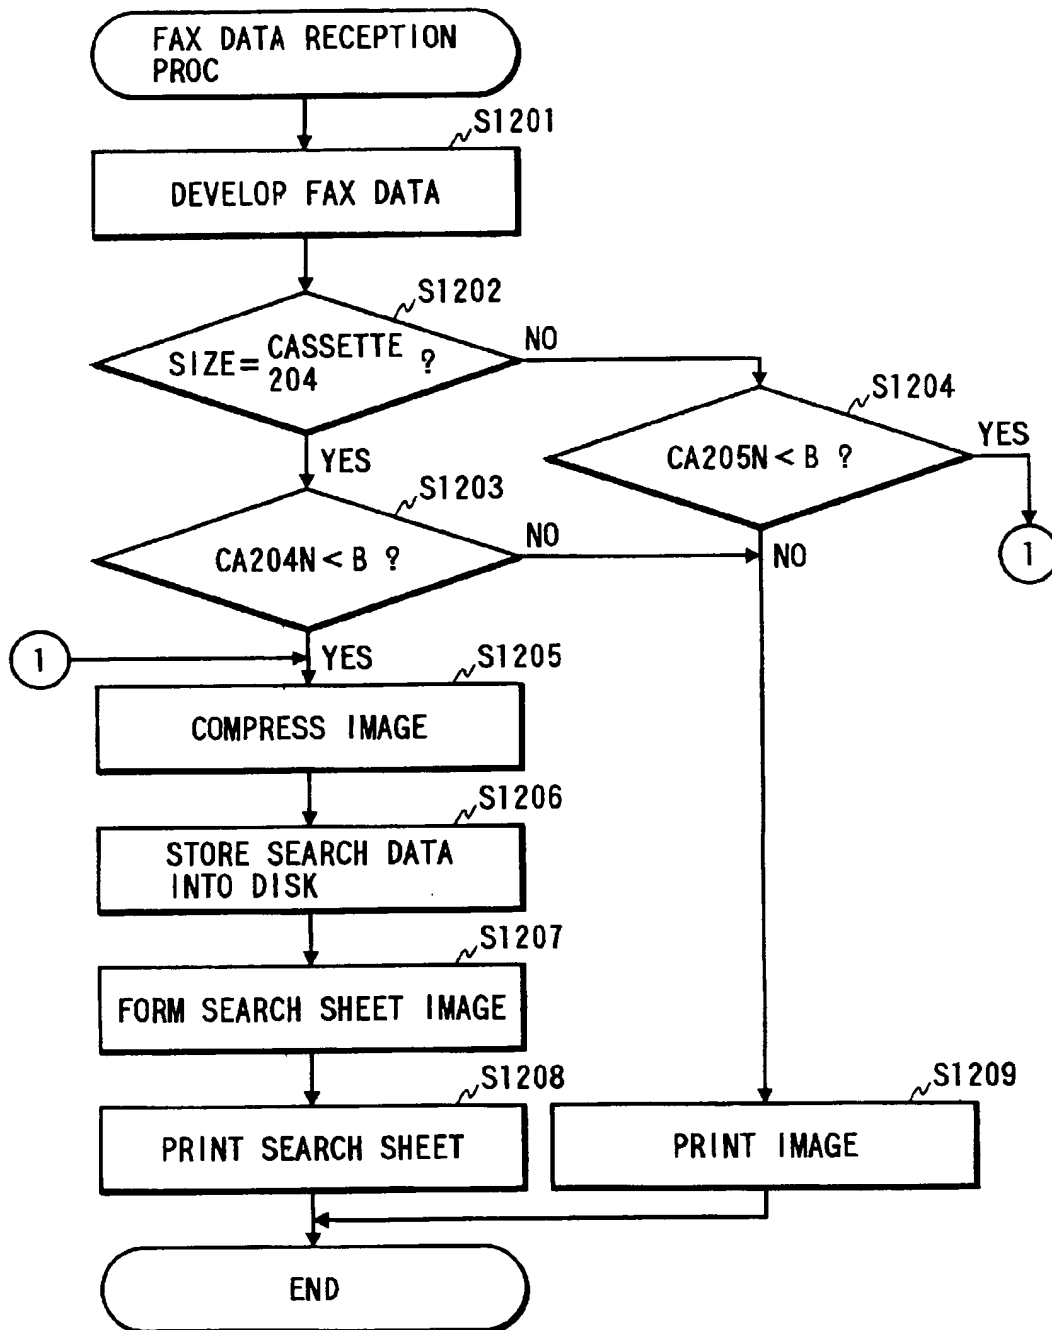 FAX DATA RECEPTION
PROC
S1201
DEVELOP FAX DATA
S1202
SIZE= CASSETTE 204 ?
NO
YES
S1204
CA205N < B ?
YES
1
NO
S1203
CA204N < B ?
NO
YES
1
S1205
COMPRESS IMAGE
S1206
STORE SEARCH DATA
INTO DISK
S1207
FORM SEARCH SHEET IMAGE
S1208
PRINT SEARCH SHEET
S1209
PRINT IMAGE
END